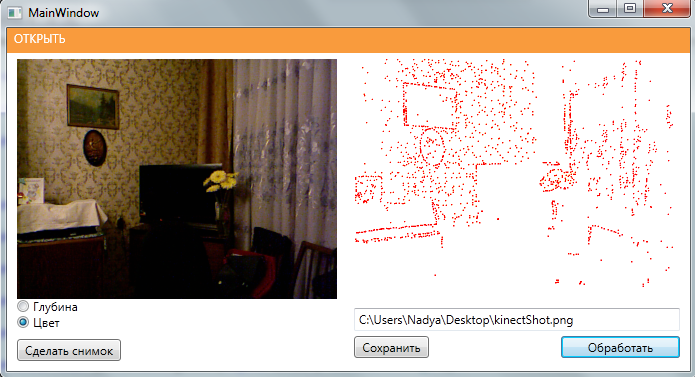 MainWindow
ОТКРЫТЬ
Глубина
Цвет
Сделать снимок
C:\Users\Nadya\Desktop\kinectShot.png
Сохранить
Обработать